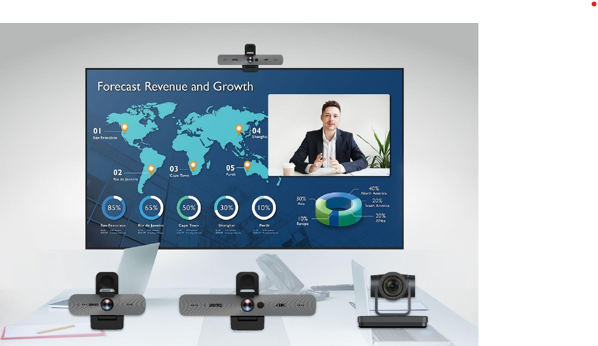 Forecast Revenue and Growth
01
San Francisco
02
Rio de Janeiro
03
Cape Town
04
Shanghai
05
Perth
85%
65%
50%
30%
10%
San Francisco
Rio de Janeiro
Cape Town
Shanghai
Perth
40%
North America
20%
South America
20%
Africa
10%
Europe
30%
Asia
4K